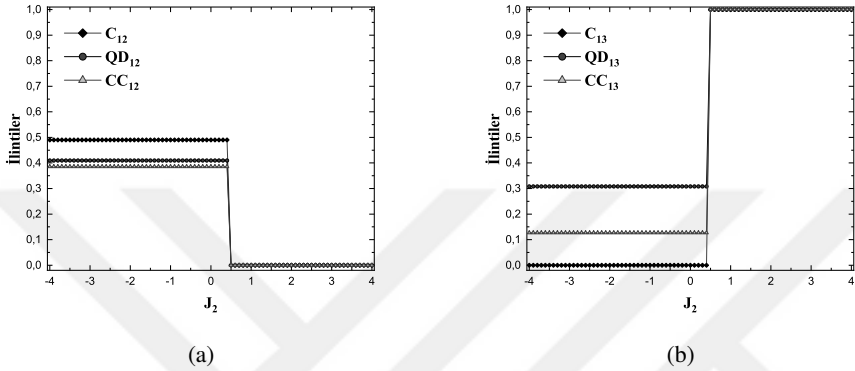 1,0
0,9
0,8
0,7
0,6
0,5
0,4
0,3
0,2
0,1
0,0
İlintiler
C12
QD12
CC12
-4 -3 -2 -1 0 1 2 3 4
J2
(a)
1,0
0,9
0,8
0,7
0,6
0,5
0,4
0,3
0,2
0,1
0,0
İlintiler
C13
QD13
CC13
-4 -3 -2 -1 0 1 2 3 4
J2
(b)